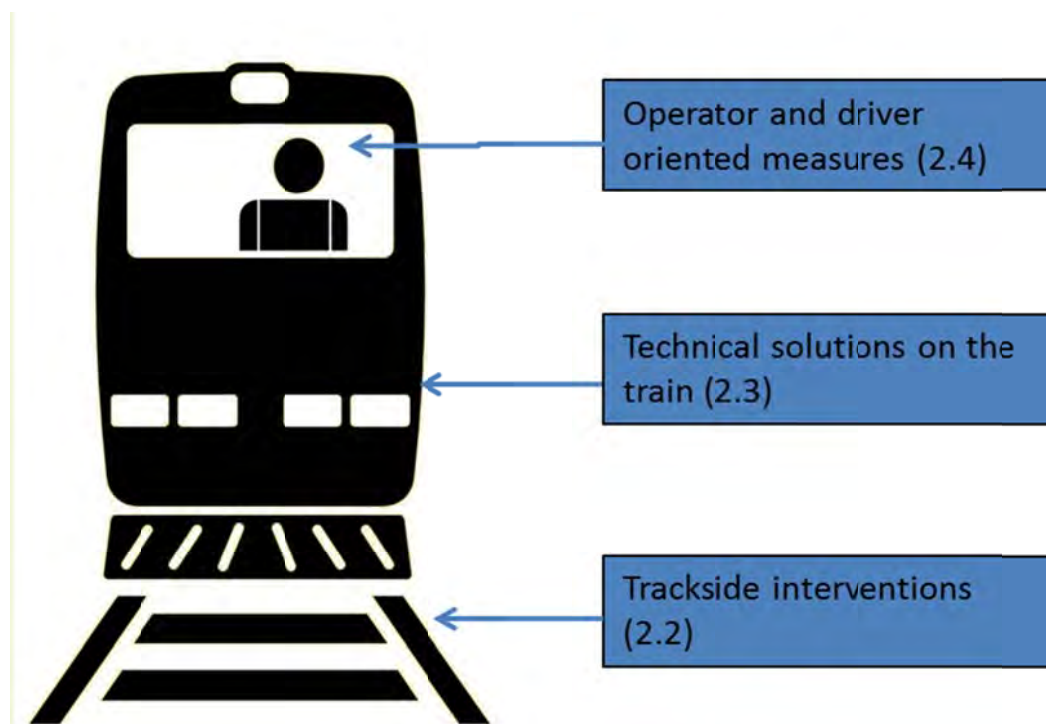 Operator and driver
oriented measures (2.4)
Technical solutions on the
train (2.3)
Trackside interventions
(2.2)